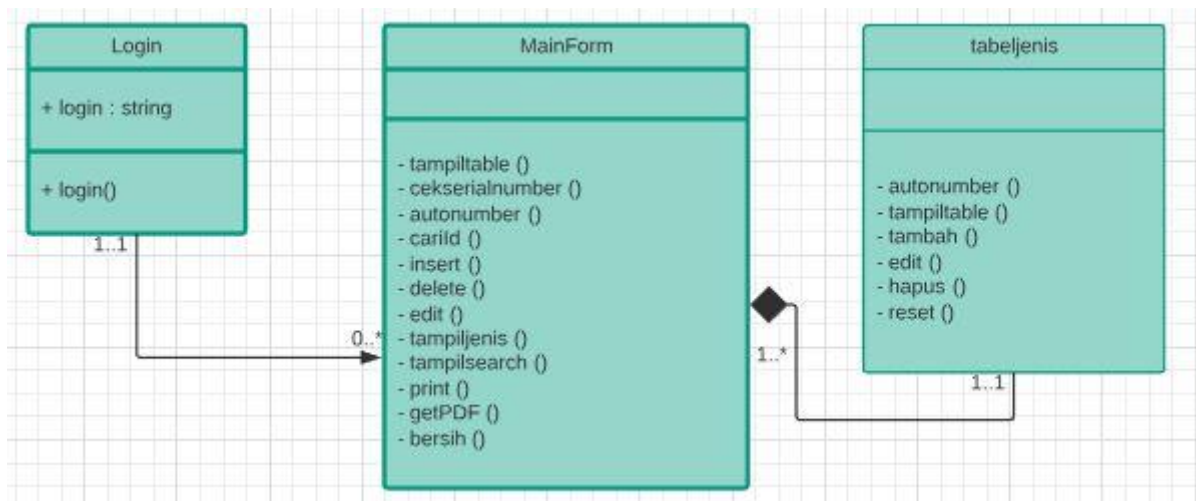 Login
+ login : string
+ login()
1..1
0..*
MainForm
- tampiltable ()
- cekserialnumber ()
- autonumber ()
- cariId ()
- insert ()
- delete ()
- edit ()
- tampiljenis ()
- tampilsearch ()
- print ()
- getPDF ()
- bersih ()
1..*
tabeljenis
- autonumber ()
- tampiltable ()
- tambah ()
- edit ()
- hapus ()
- reset ()
1..1